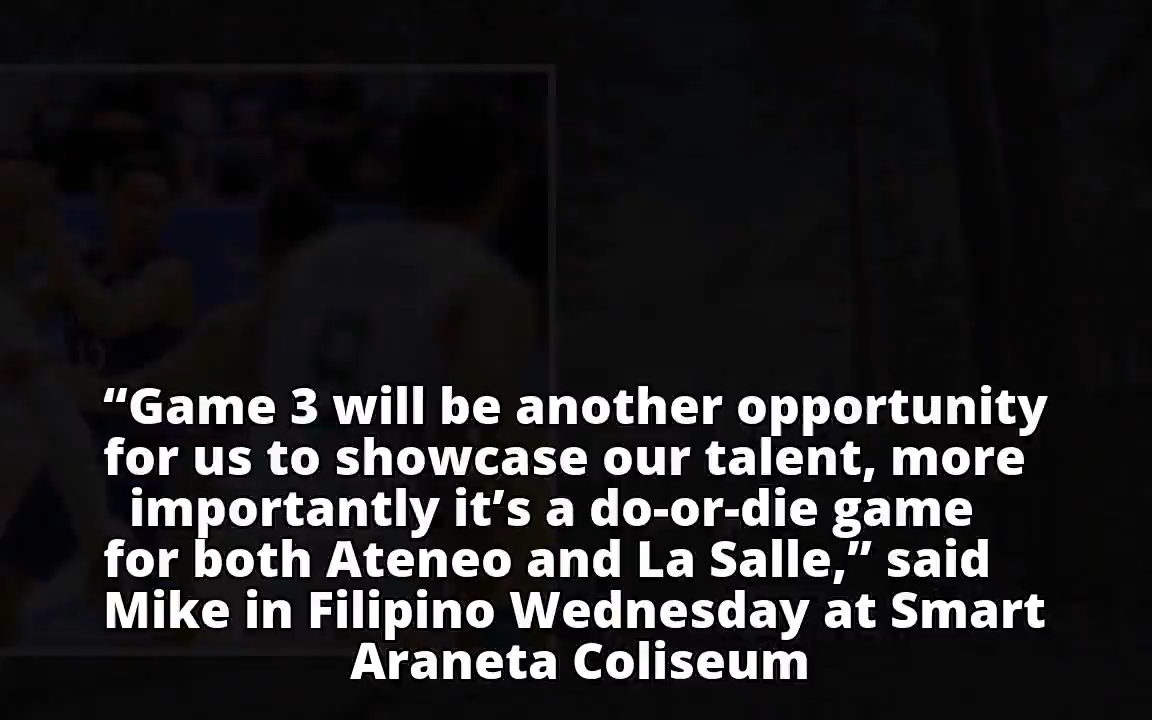 “Game 3 will be another opportunity
for us to showcase our talent, more
importantly it’s a do-or-die game
for both Ateneo and La Salle,” said
Mike in Filipino Wednesday at Smart
Araneta Coliseum